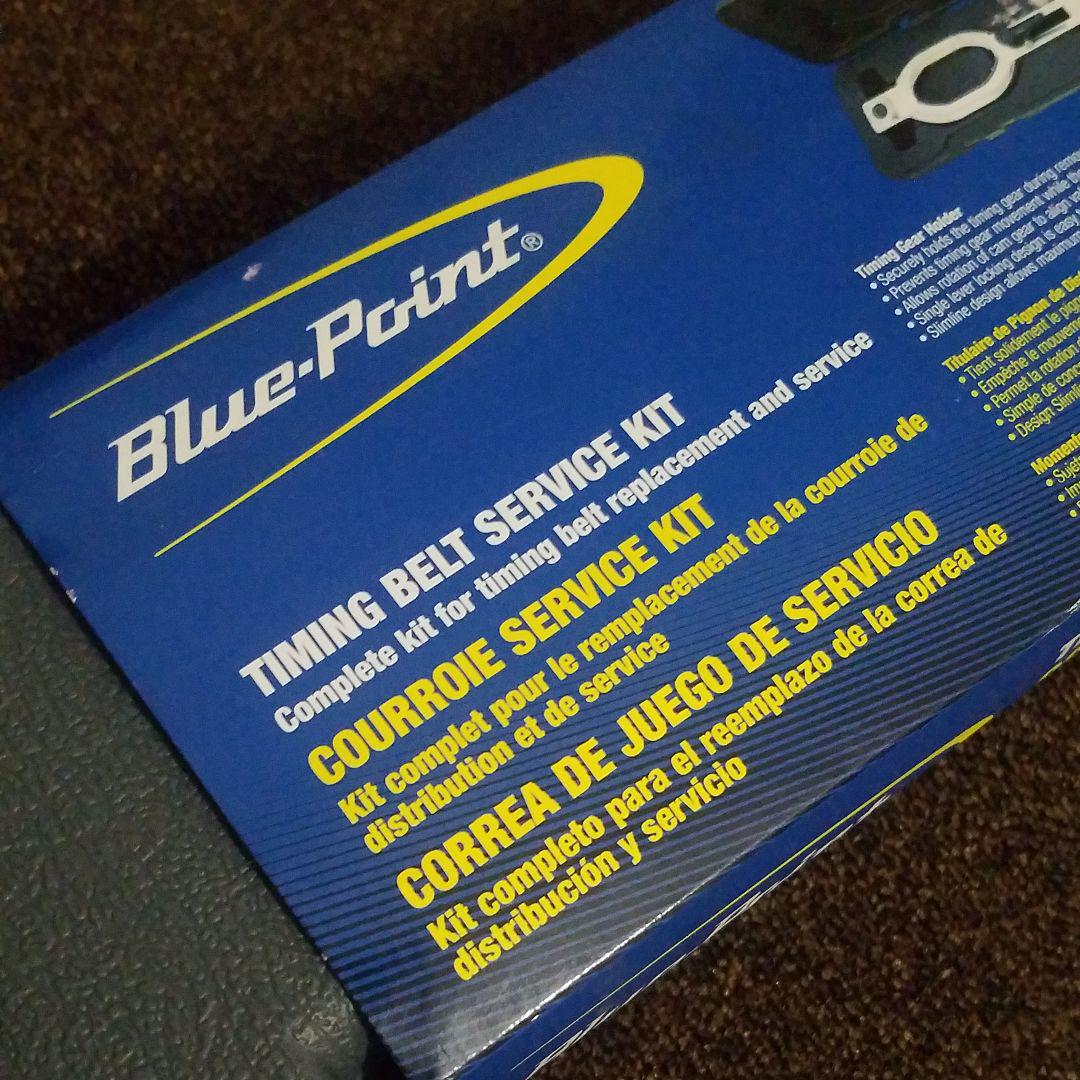 Blue-Point®
TIMING BELT SERVICE KIT
Complete kit for timing belt replacement and service
COURROIE SERVICE KIT
Kit complet pour le remplacement de la courroie de
distribution et de service
CORREA DE JUEGO DE SERVICIO
Kit completo para el reemplazo de la correa de
distribución y servicio
Timing Gear Holder
• Securely holds the timing gear during
• Prevents timing gear movement while
• Allows rotation of cam gear to align
• Single lever locking design is easy
• Slimline design allows
Titulaire de Pignon de
• Tient solidement le
• Empêche le
• Permet la rotation
• Simple de
• Design